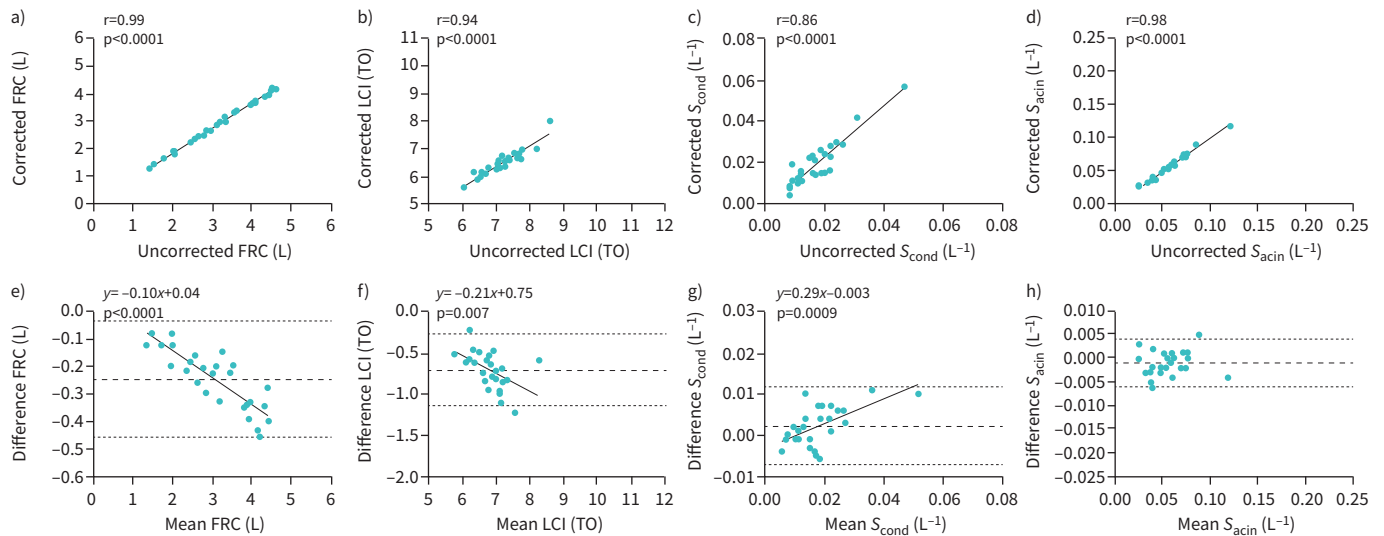 a)
r=0.99
p<0.0001
Corrected FRC (L)
6
5
4
3
2
1
0
0 1 2 3 4 5 6
Uncorrected FRC (L)
b)
r=0.94
p<0.0001
Corrected LCI (TO)
11
10
9
8
7
6
5
5 6 7 8 9 10 11 12
Uncorrected LCI (TO)
c)
r=0.86
p<0.0001
Corrected Scond (L⁻¹)
0.08
0.06
0.04
0.02
0.00
0.00 0.02 0.04 0.06 0.08
Uncorrected Scond (L⁻¹)
d)
r=0.98
p<0.0001
Corrected Sacin (L⁻¹)
0.25
0.20
0.15
0.10
0.05
0.00
0.00 0.05 0.10 0.15 0.20 0.25
Uncorrected Sacin (L⁻¹)
e)
y= −0.10x+0.04
p<0.0001
Difference FRC (L)
0.0
−0.1
−0.2
−0.3
−0.4
−0.5
−0.6
0 1 2 3 4 5 6
Mean FRC (L)
f)
y= −0.21x+0.75
p=0.007
Difference LCI (TO)
0.0
−0.5
−1.0
−1.5
−2.0
5 6 7 8 9 10 11 12
Mean LCI (TO)
g)
y=0.29x−0.003
p=0.0009
Difference Scond (L⁻¹)
0.03
0.02
0.01
0.00
−0.01
0.00 0.02 0.04 0.06 0.08
Mean Scond (L⁻¹)
h)
Difference Sacin (L⁻¹)
0.010
0.005
0.000
−0.005
−0.010
−0.015
−0.020
−0.025
0.00 0.05 0.10 0.15 0.20 0.25
Mean Sacin (L⁻¹)